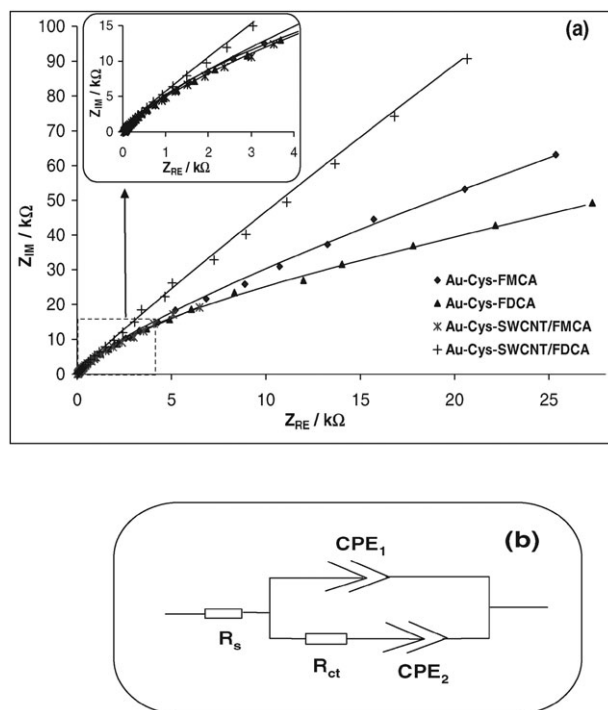 (a)
100
90
80
70
60
50
40
30
20
10
0
Z_IM / kΩ
0 5 10 15 20 25
Z_RE / kΩ
15
10
5
0
Z_IM / kΩ
0 1 2 3 4
Z_RE / kΩ
Au-Cys-FMCA
Au-Cys-FDCA
Au-Cys-SWCNT/FMCA
Au-Cys-SWCNT/FDCA
(b)
CPE₁
R_s
R_ct
CPE₂